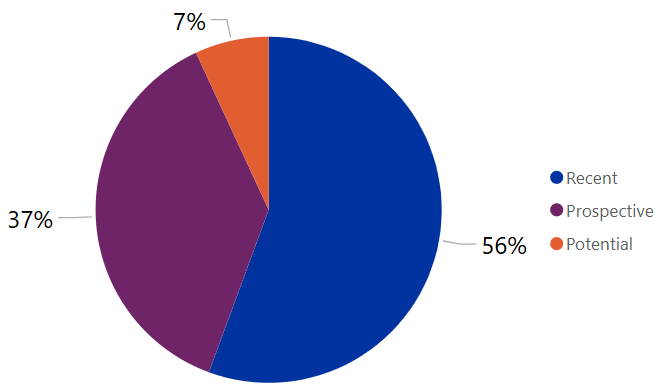 7%
37%
56%
Recent
Prospective
Potential